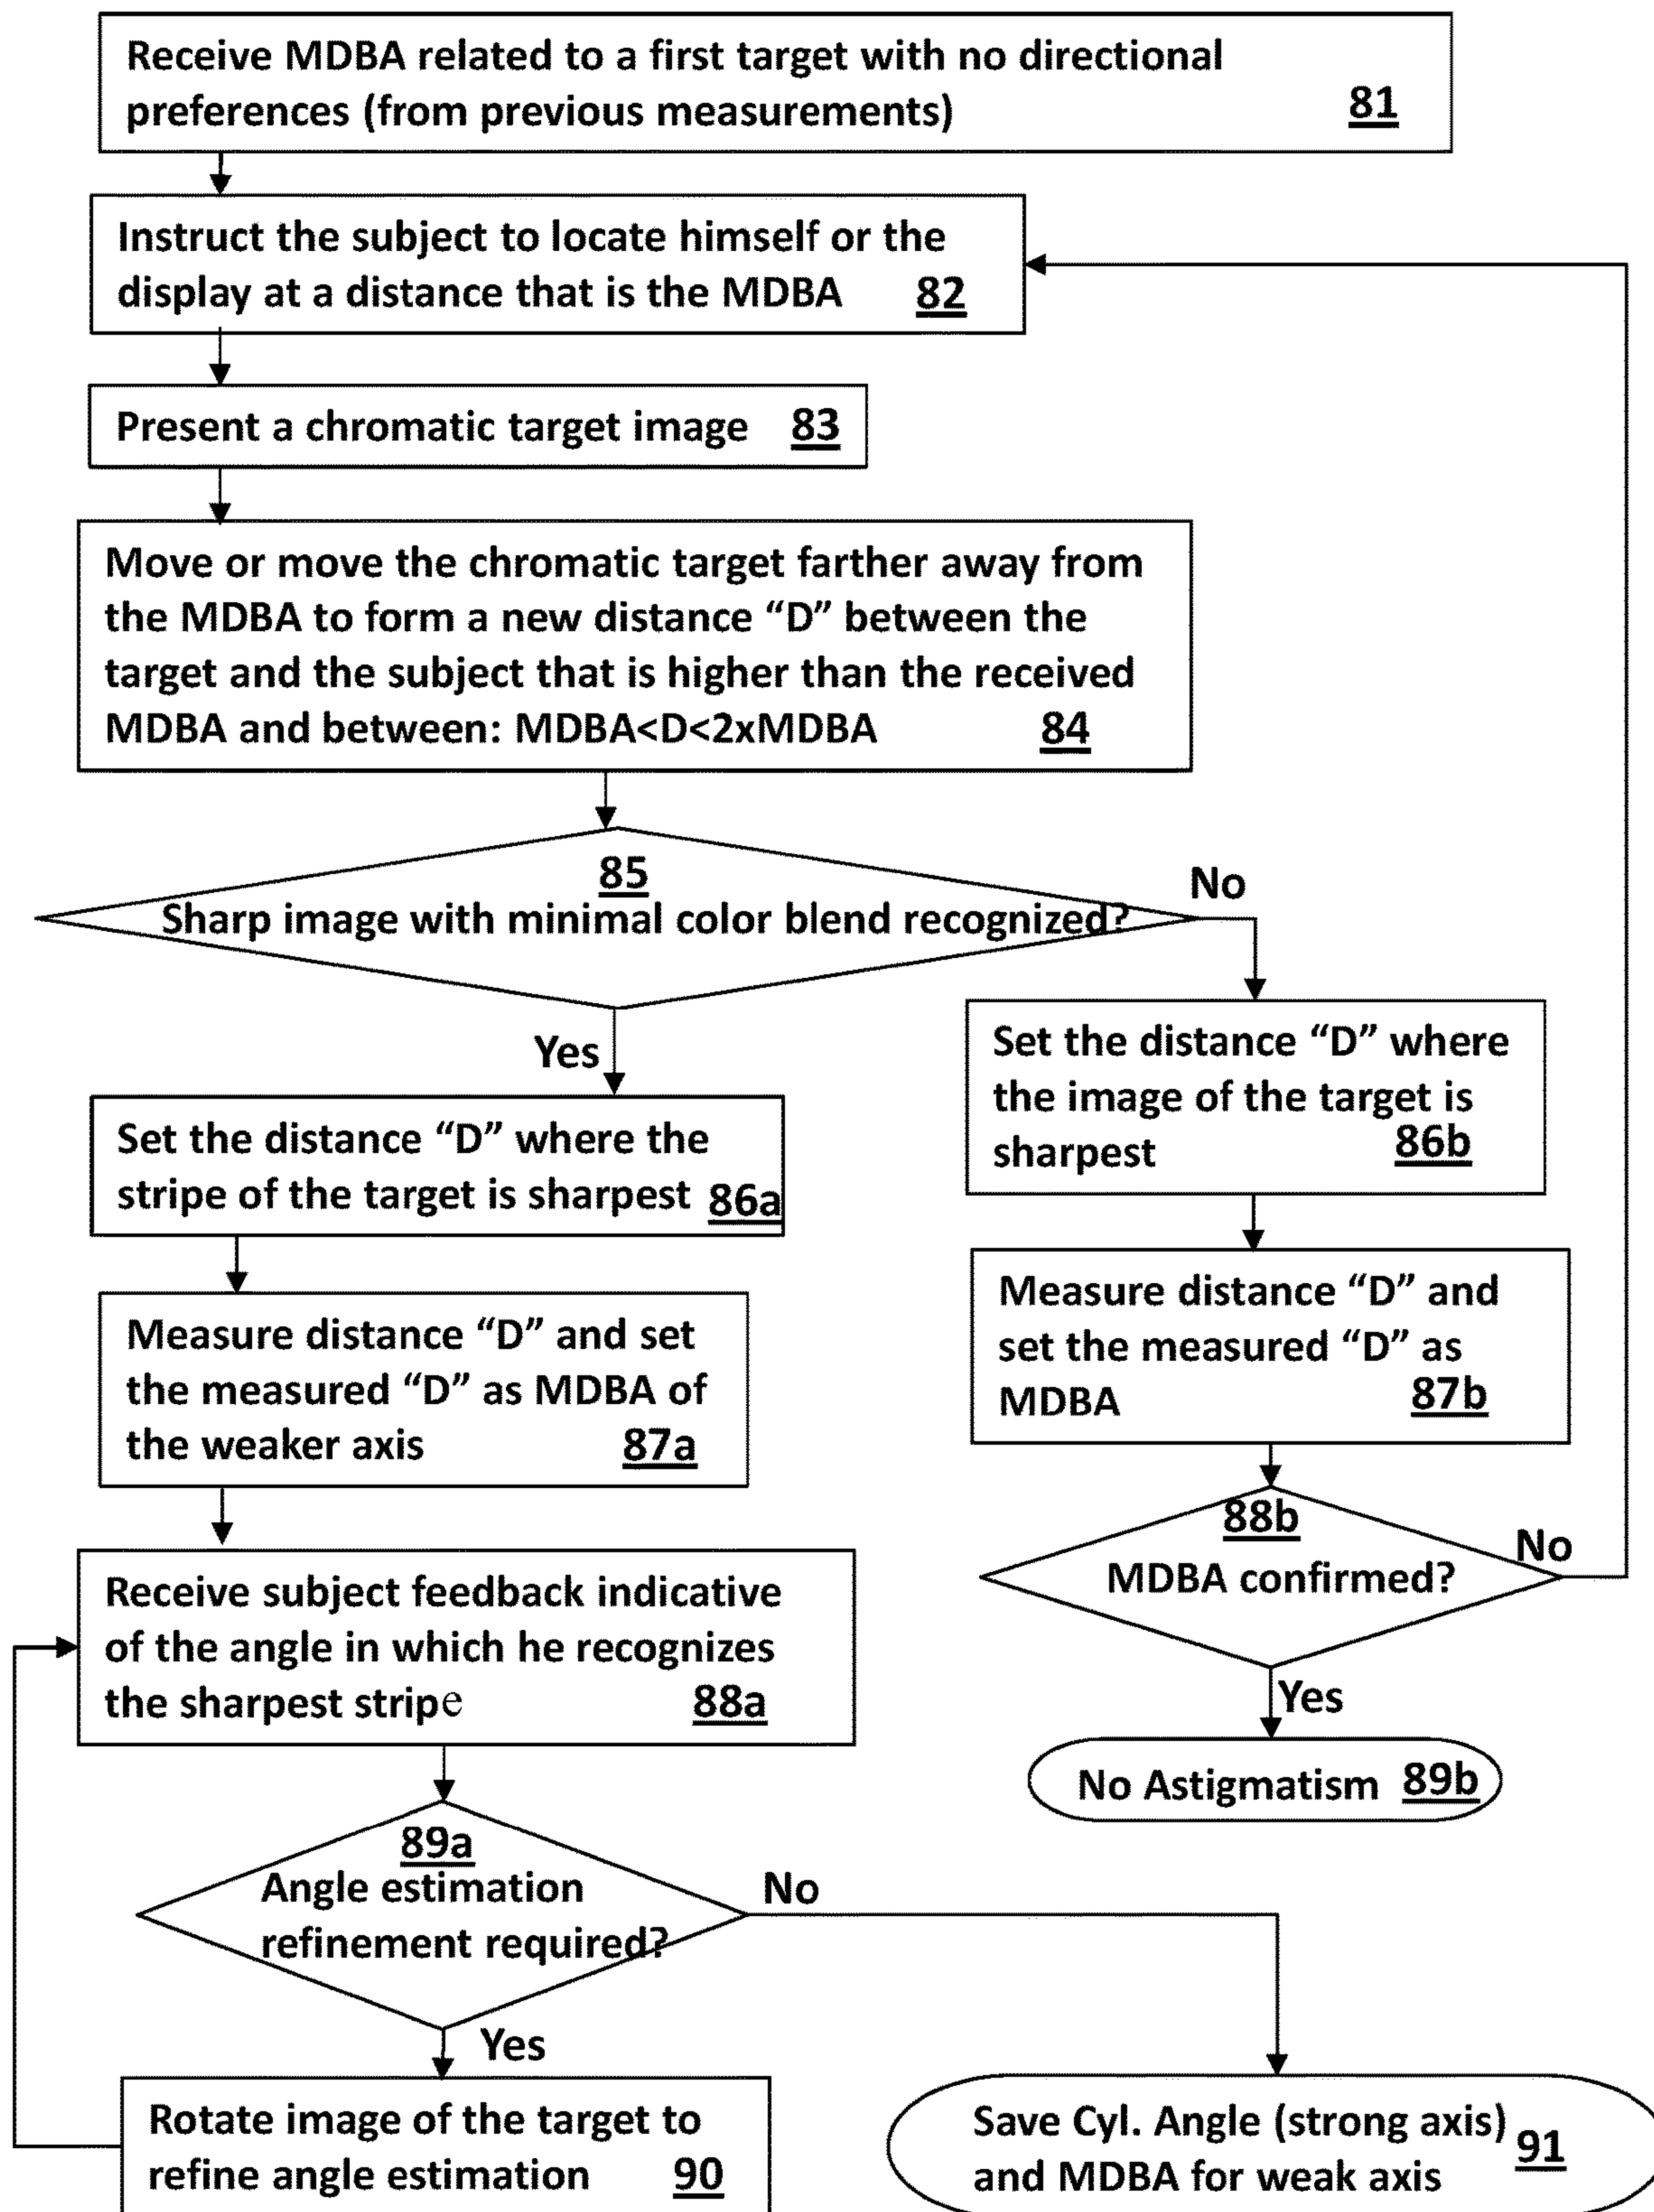 Receive MDBA related to a first target with no directional
preferences (from previous measurements) 81
Instruct the subject to locate himself or the
display at a distance that is the MDBA 82
Present a chromatic target image 83
Move or move the chromatic target farther away from
the MDBA to form a new distance “D” between the
target and the subject that is higher than the received
MDBA and between: MDBA<D<2xMDBA 84
85
Sharp image with minimal color blend recognized?
No
Yes
Set the distance “D” where the
stripe of the target is sharpest 86a
Measure distance “D” and set
the measured “D” as MDBA of
the weaker axis 87a
Receive subject feedback indicative
of the angle in which he recognizes
the sharpest stripe 88a
89a
Angle estimation
refinement required?
No
Yes
Rotate image of the target to
refine angle estimation 90
Set the distance “D” where
the image of the target is
sharpest 86b
Measure distance “D” and
set the measured “D” as
MDBA 87b
88b
MDBA confirmed?
No
Yes
No Astigmatism 89b
Save Cyl. Angle (strong axis)
and MDBA for weak axis 91